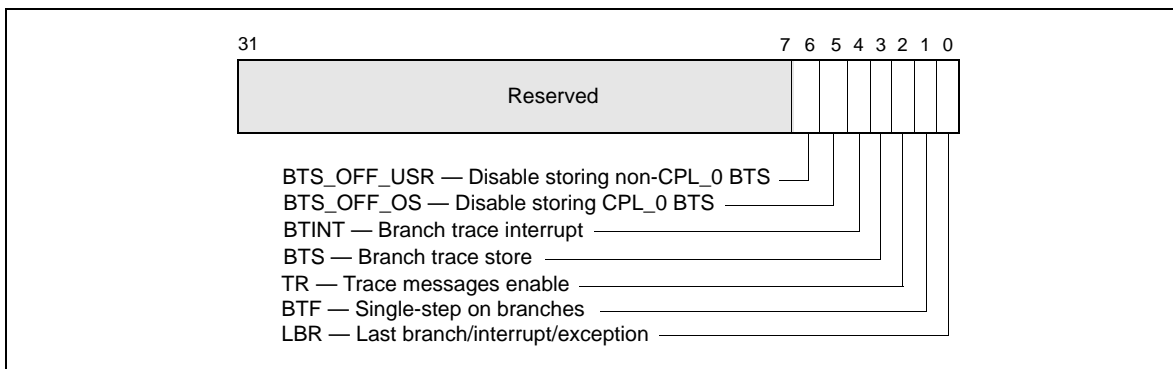 31 7 6 5 4 3 2 1 0
Reserved
BTS_OFF_USR — Disable storing non-CPL_0 BTS
BTS_OFF_OS — Disable storing CPL_0 BTS
BTINT — Branch trace interrupt
BTS — Branch trace store
TR — Trace messages enable
BTF — Single-step on branches
LBR — Last branch/interrupt/exception